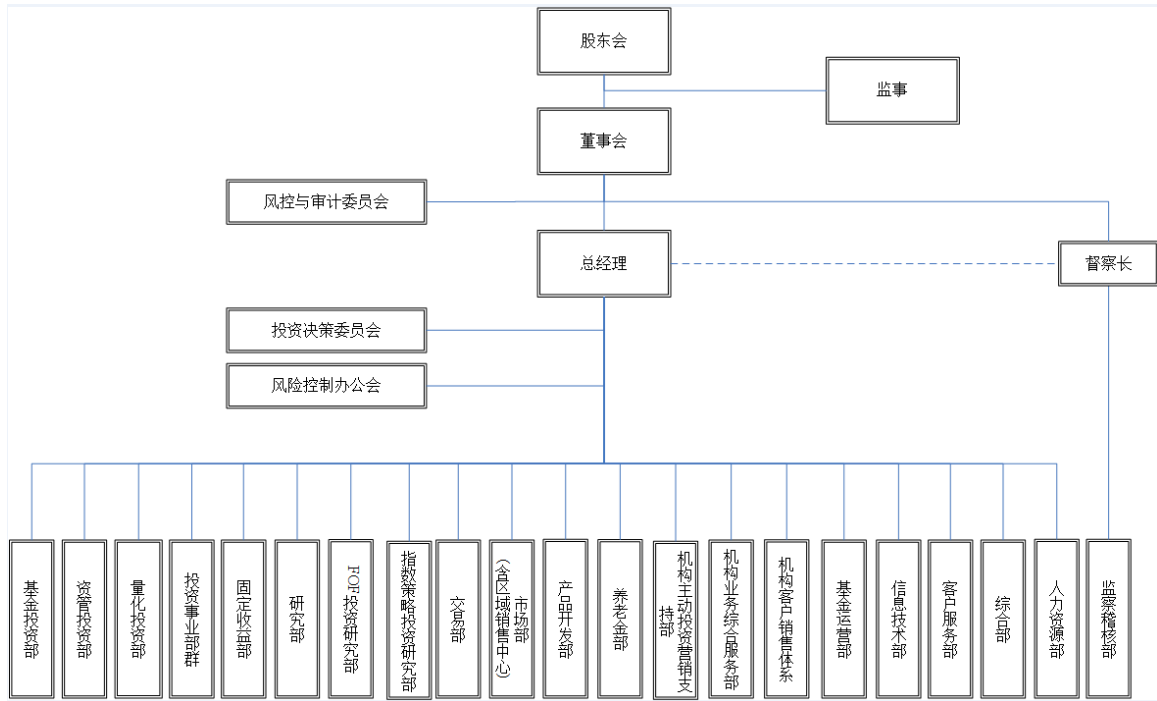 股东会
监事
董事会
风控与审计委员会
总经理
督察长
投资决策委员会
风险控制办公会
基金投资部
资管投资部
量化投资部
投资事业部群
固定收益部
研究部
FOF投资研究部
指数策略投资研究部
交易部
市场部
(含区域销售中心)
产品开发部
养老金部
机构主动投资营销支
持部
机构业务综合服务部
机构客户销售体系
基金运营部
信息技术部
客户服务部
综合部
人力资源部
监察稽核部